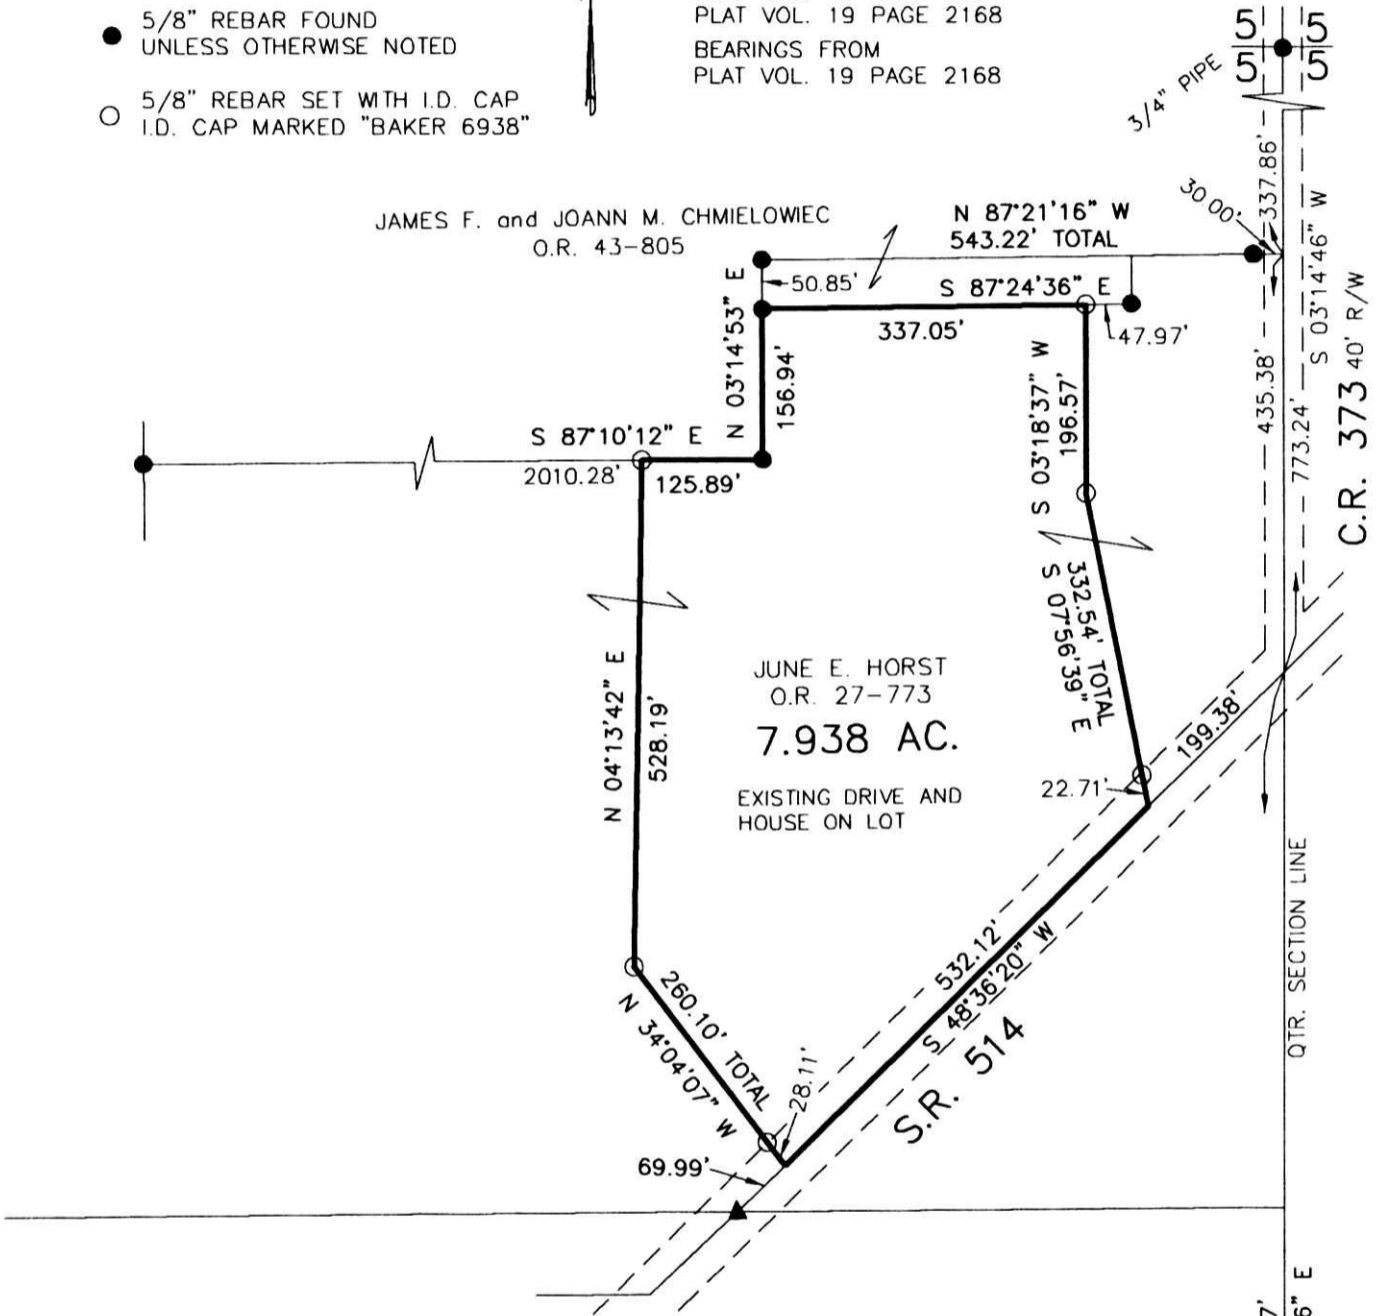 5/8" REBAR FOUND
UNLESS OTHERWISE NOTED
5/8" REBAR SET WITH I.D. CAP
I.D. CAP MARKED "BAKER 6938"
PLAT VOL. 19 PAGE 2168
BEARINGS FROM
PLAT VOL. 19 PAGE 2168
5 5
5 5
3/4" PIPE
337.86'
30.00'
S 03°14'46" W
JAMES F. and JOANN M. CHMIELOWIEC
O.R. 43-805
N 87°21'16" W
543.22' TOTAL
50.85'
S 87°24'36" E
337.05'
47.97'
N 03°14'53" E
156.94'
S 03°18'37" W
196.57'
435.38'
773.24'
C.R. 373 40' R/W
S 87°10'12" E
2010.28'
125.89'
332.54' TOTAL
S 07°56'39" E
N 04°13'42" E
528.19'
JUNE E. HORST
O.R. 27-773
7.938 AC.
EXISTING DRIVE AND
HOUSE ON LOT
199.38'
22.71'
532.12'
S 48°36'20" W
S.R. 514
QTR. SECTION LINE
260.10' TOTAL
N 34°04'07" W
28.11'
69.99'
7'
6" E